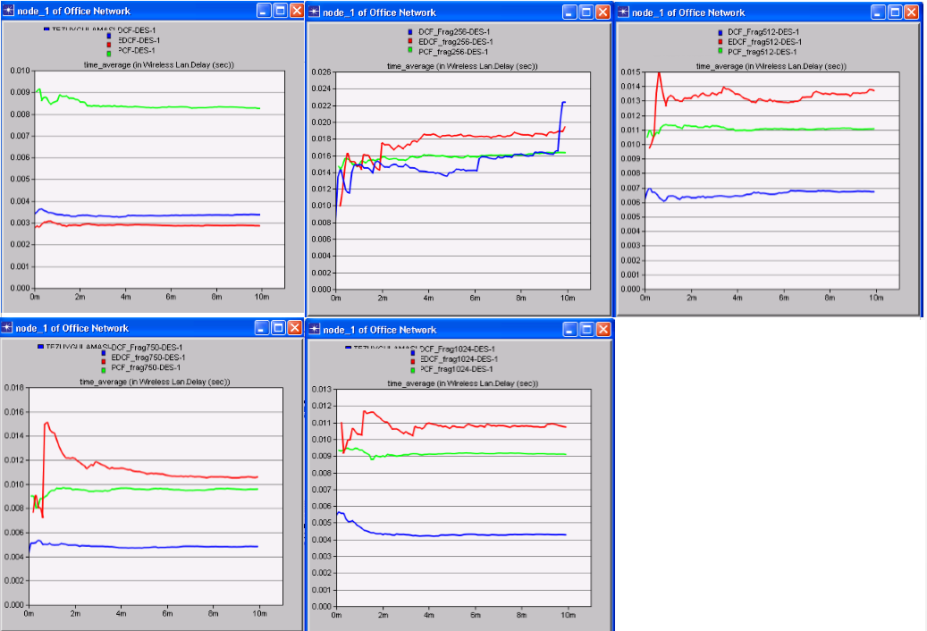 node_1 of Office Network
DCF-DES-1
EDCF-DES-1
PCF-DES-1
time_average (in Wireless Lan.Delay (sec))
0.010
0.009
0.008
0.007
0.006
0.005
0.004
0.003
0.002
0.001
0.000
0m 2m 4m 6m 8m 10m
node_1 of Office Network
DCF_Frag256-DES-1
EDCF_frag256-DES-1
PCF_frag256-DES-1
time_average (in Wireless Lan.Delay (sec))
0.026
0.024
0.022
0.020
0.018
0.016
0.014
0.012
0.010
0.008
0.006
0.004
0.002
0.000
0m 2m 4m 6m 8m 10m
node_1 of Office Network
DCF_Frag512-DES-1
EDCF_frag512-DES-1
PCF_frag512-DES-1
time_average (in Wireless Lan.Delay (sec))
0.015
0.014
0.013
0.012
0.011
0.010
0.009
0.008
0.007
0.006
0.005
0.004
0.003
0.002
0.001
0.000
0m 2m 4m 6m 8m 10m
node_1 of Office Network
DCF_Frag750-DES-1
EDCF_frag750-DES-1
PCF_frag750-DES-1
time_average (in Wireless Lan.Delay (sec))
0.018
0.016
0.014
0.012
0.010
0.008
0.006
0.004
0.002
0.000
0m 2m 4m 6m 8m 10m
node_1 of Office Network
DCF_Frag1024-DES-1
EDCF_frag1024-DES-1
PCF_frag1024-DES-1
time_average (in Wireless Lan.Delay (sec))
0.013
0.012
0.011
0.010
0.009
0.008
0.007
0.006
0.005
0.004
0.003
0.002
0.001
0.000
0m 2m 4m 6m 8m 10m